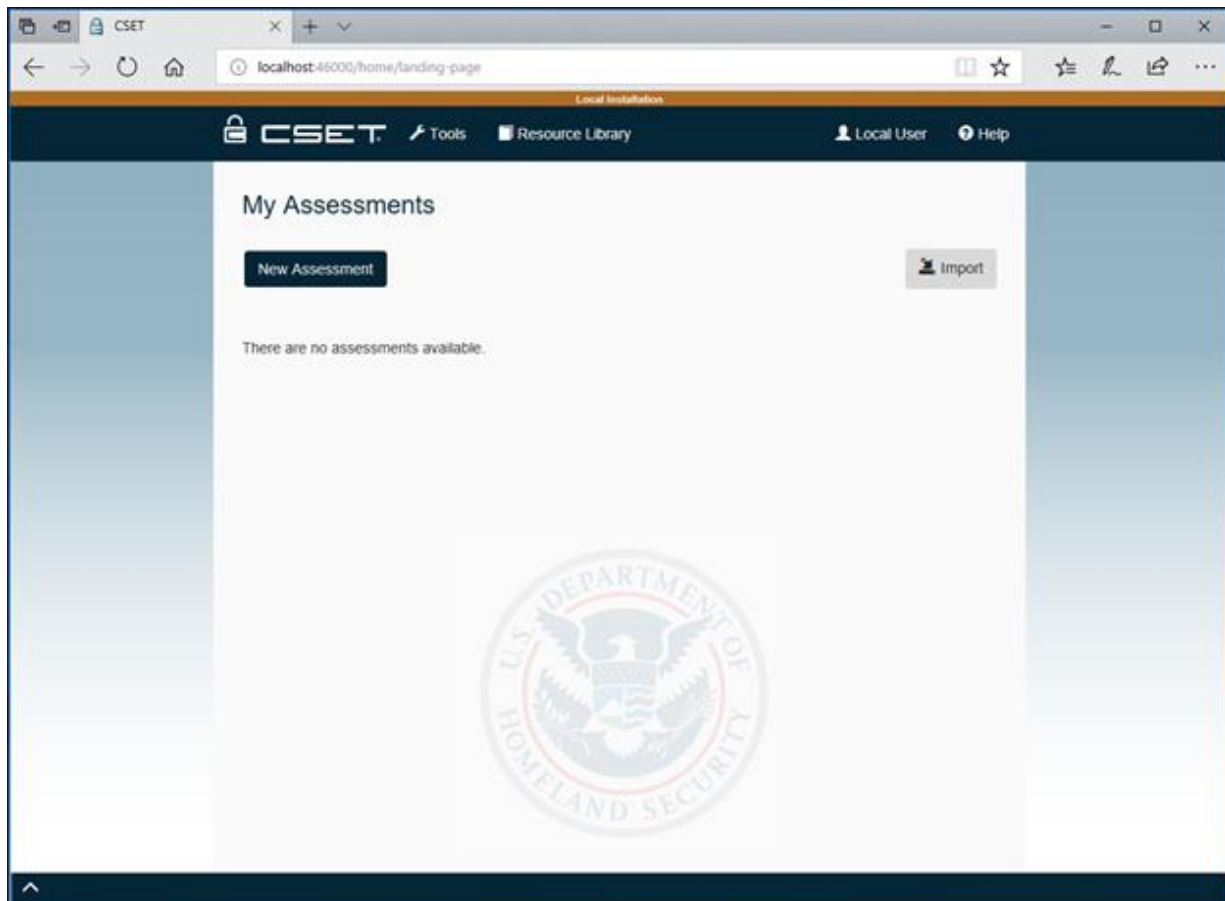 CSET
localhost:46000/home/landing-page
Local Installation
CSET Tools Resource Library Local User Help
My Assessments
New Assessment Import
There are no assessments available.
U.S. DEPARTMENT OF
HOMELAND SECURITY